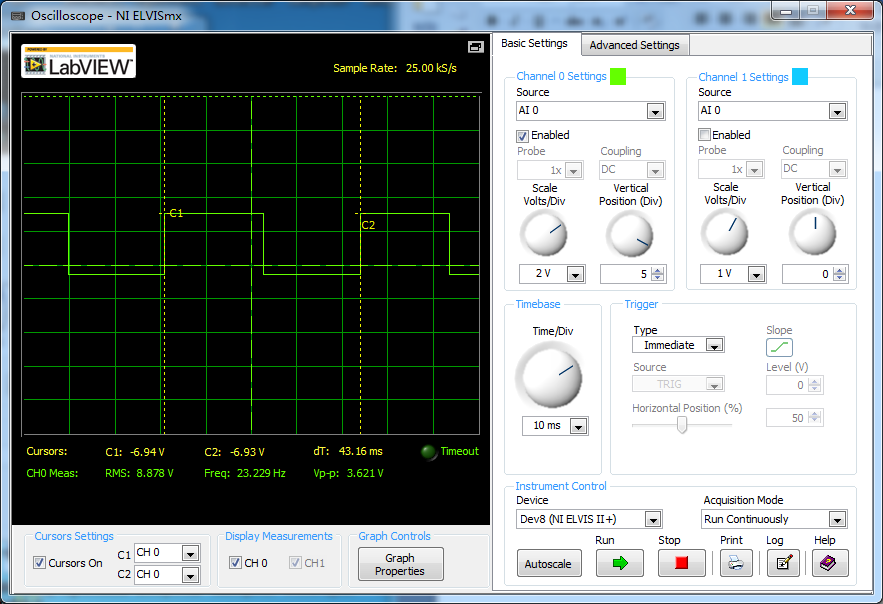 Oscilloscope - NI ELVISmx
POWERED BY
NATIONAL INSTRUMENTS
LabVIEW™
Sample Rate: 25.00 kS/s
C1
C2
Cursors: C1: -6.94 V C2: -6.93 V dT: 43.16 ms Timeout
CH0 Meas: RMS: 8.878 V Freq: 23.229 Hz Vp-p: 3.621 V
Cursors Settings
Cursors On
C1 CH 0
C2 CH 0
Display Measurements
CH 0 CH1
Graph Controls
Graph
Properties
Basic Settings Advanced Settings
Channel 0 Settings
Source
AI 0
Enabled
Probe Coupling
1x DC
Scale Vertical
Volts/Div Position (Div)
2 V 5
Channel 1 Settings
Source
AI 0
Enabled
Probe Coupling
1x DC
Scale Vertical
Volts/Div Position (Div)
1 V 0
Timebase
Time/Div
10 ms
Trigger
Type Slope
Immediate
Source Level (V)
TRIG 0
Horizontal Position (%)
50
Instrument Control
Device Acquisition Mode
Dev8 (NI ELVIS II+) Run Continuously
Run Stop Print Log Help
Autoscale